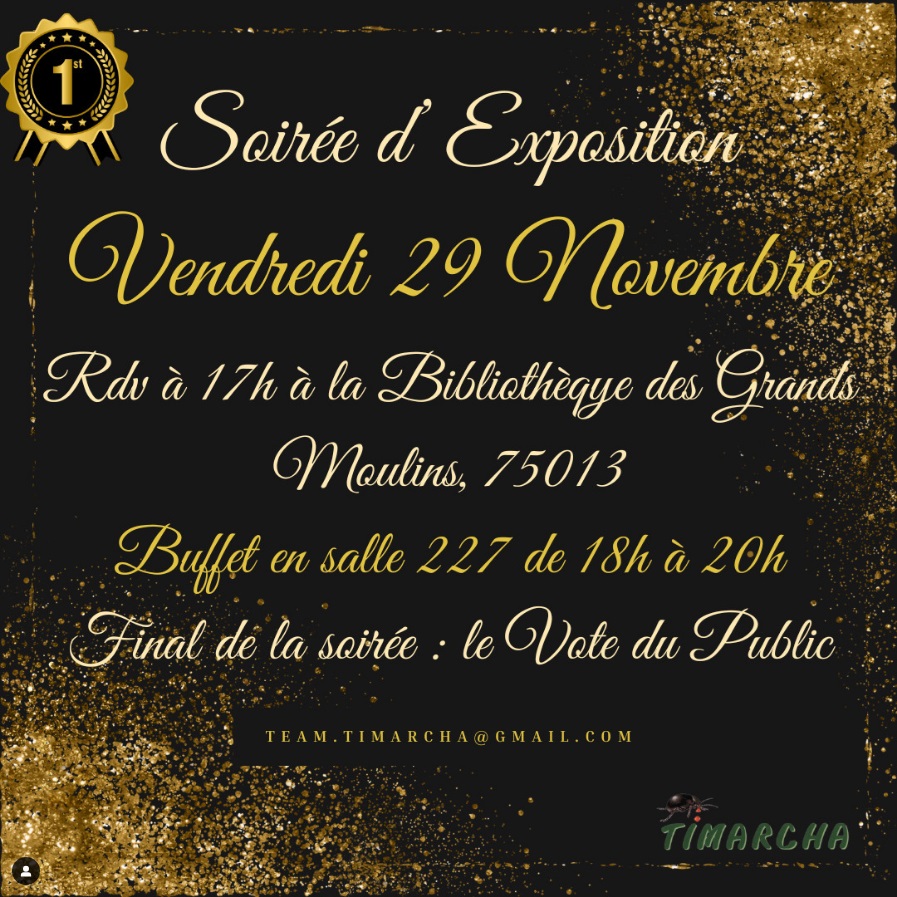 1st
Soirée d' Exposition
Vendredi 29 Novembre
Rdv à 17h à la Bibliothèqye des Grands
Moulins, 75013
Buffet en salle 227 de 18h à 20h
Final de la soirée : le Vote du Public
TEAM.TIMARCHA@GMAIL.COM
TIMARCHA